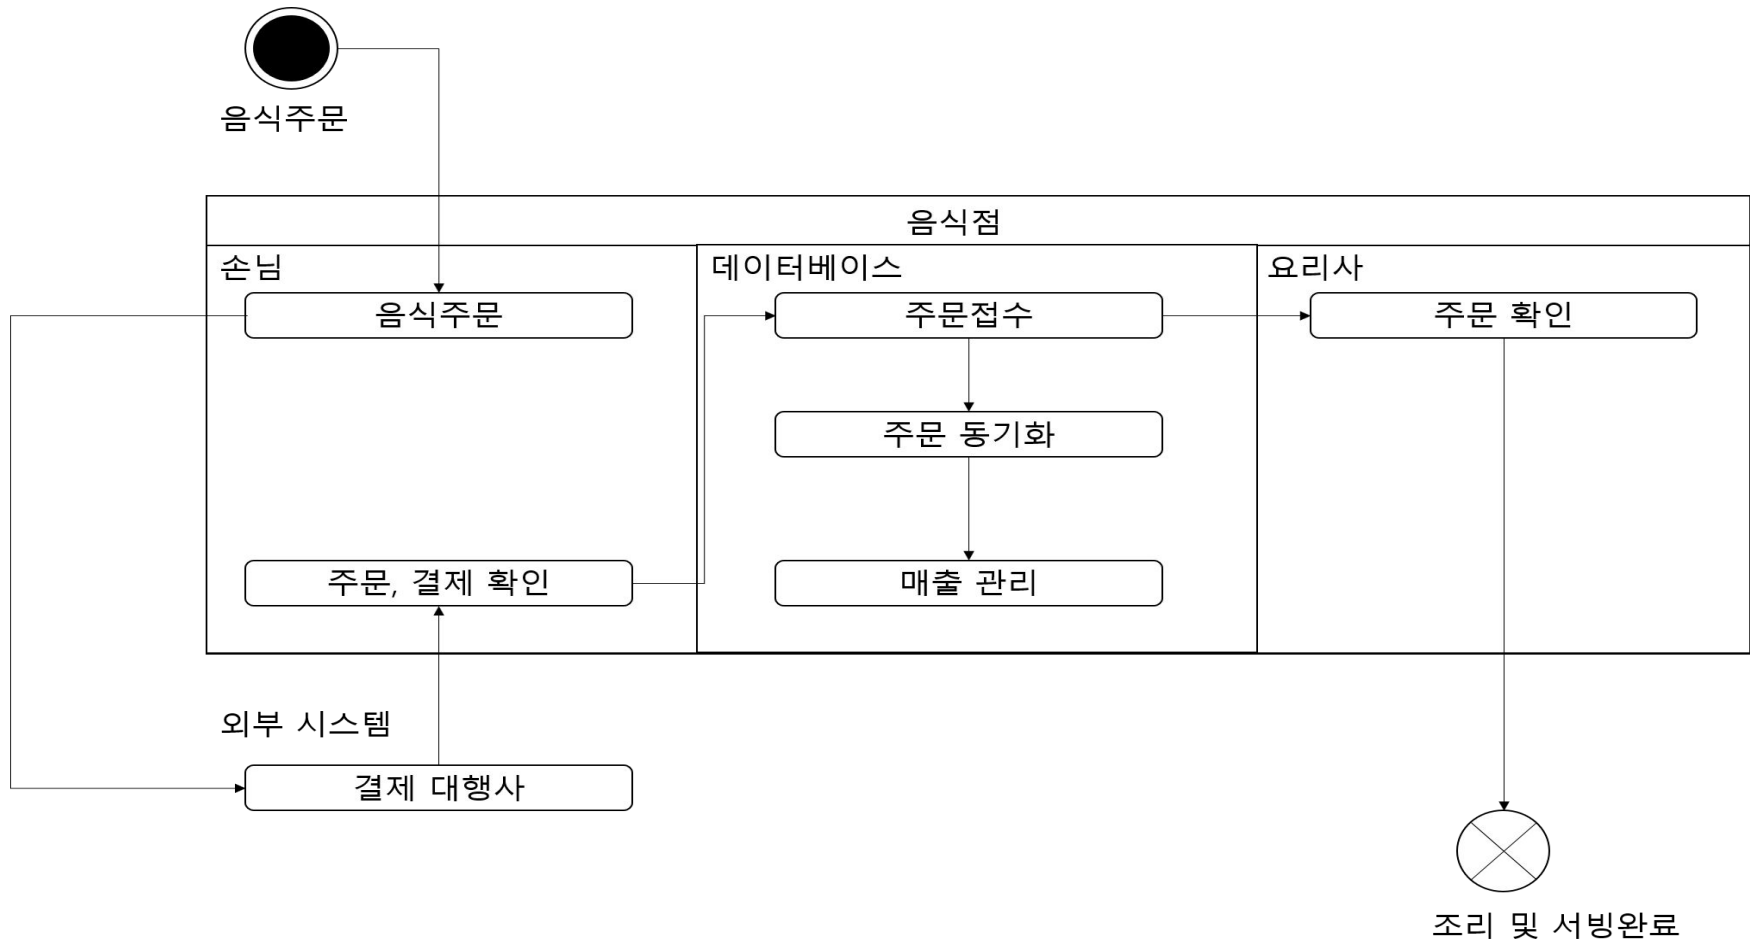 음식주문
음식점
손님
데이터베이스
요리사
음식주문
주문접수
주문 확인
주문 동기화
주문, 결제 확인
매출 관리
외부 시스템
결제 대행사
조리 및 서빙완료